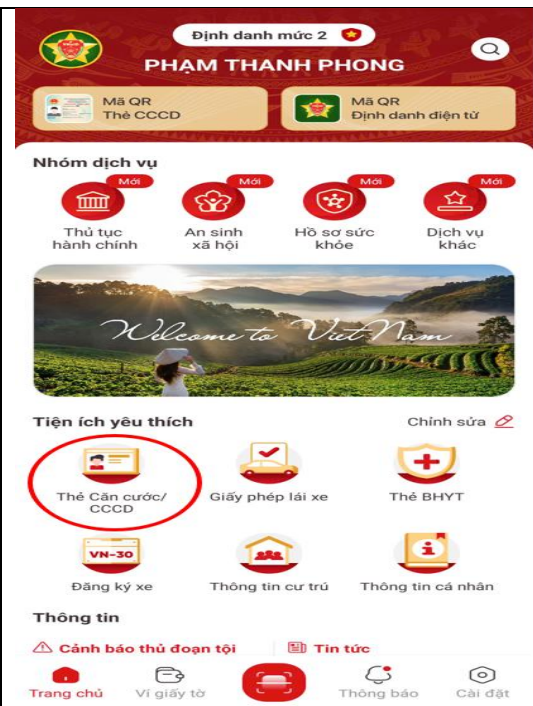 Định danh mức 2
PHẠM THANH PHONG
Mã QR
Thẻ CCCD
Mã QR
Định danh điện tử
Nhóm dịch vụ
Mới
Mới
Mới
Mới
Thủ tục
hành chính
An sinh
xã hội
Hồ sơ sức
khỏe
Dịch vụ
khác
Welcome to Viet Nam
Tiện ích yêu thích
Chỉnh sửa
Thẻ Căn cước/
CCCD
Giấy phép lái xe
Thẻ BHYT
VN-30
Đăng ký xe
Thông tin cư trú
Thông tin cá nhân
Thông tin
Cảnh báo thủ đoạn tội
Tin tức
Trang chủ
Ví giấy tờ
Thông báo
Cài đặt